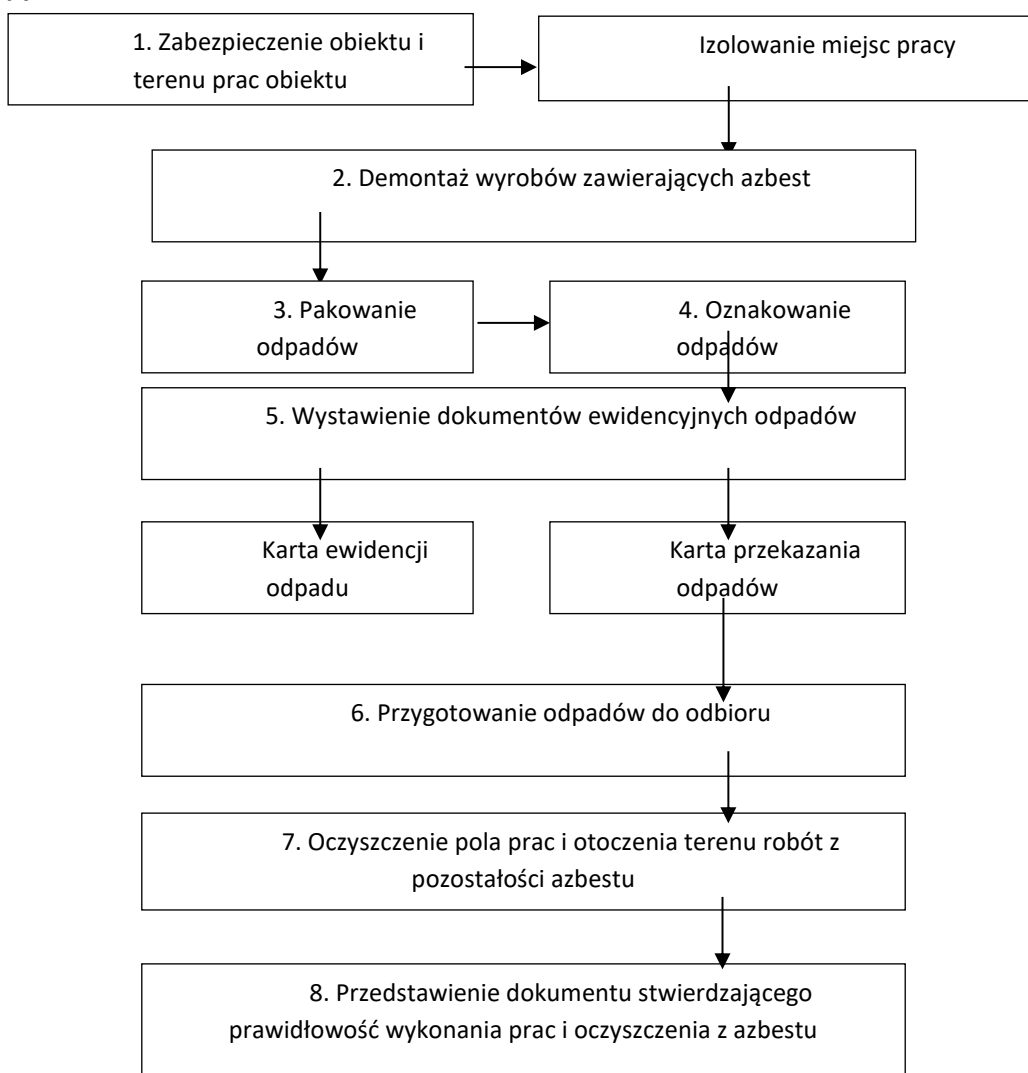 1. Zabezpieczenie obiektu i
terenu prac obiektu
Izolowanie miejsc pracy
2. Demontaż wyrobów zawierających azbest
3. Pakowanie
odpadów
4. Oznakowanie
odpadów
5. Wystawienie dokumentów ewidencyjnych odpadów
Karta ewidencji
odpadu
Karta przekazania
odpadów
6. Przygotowanie odpadów do odbioru
7. Oczyszczenie pola prac i otoczenia terenu robót z
pozostałości azbestu
8. Przedstawienie dokumentu stwierdzającego
prawidłowość wykonania prac i oczyszczenia z azbestu